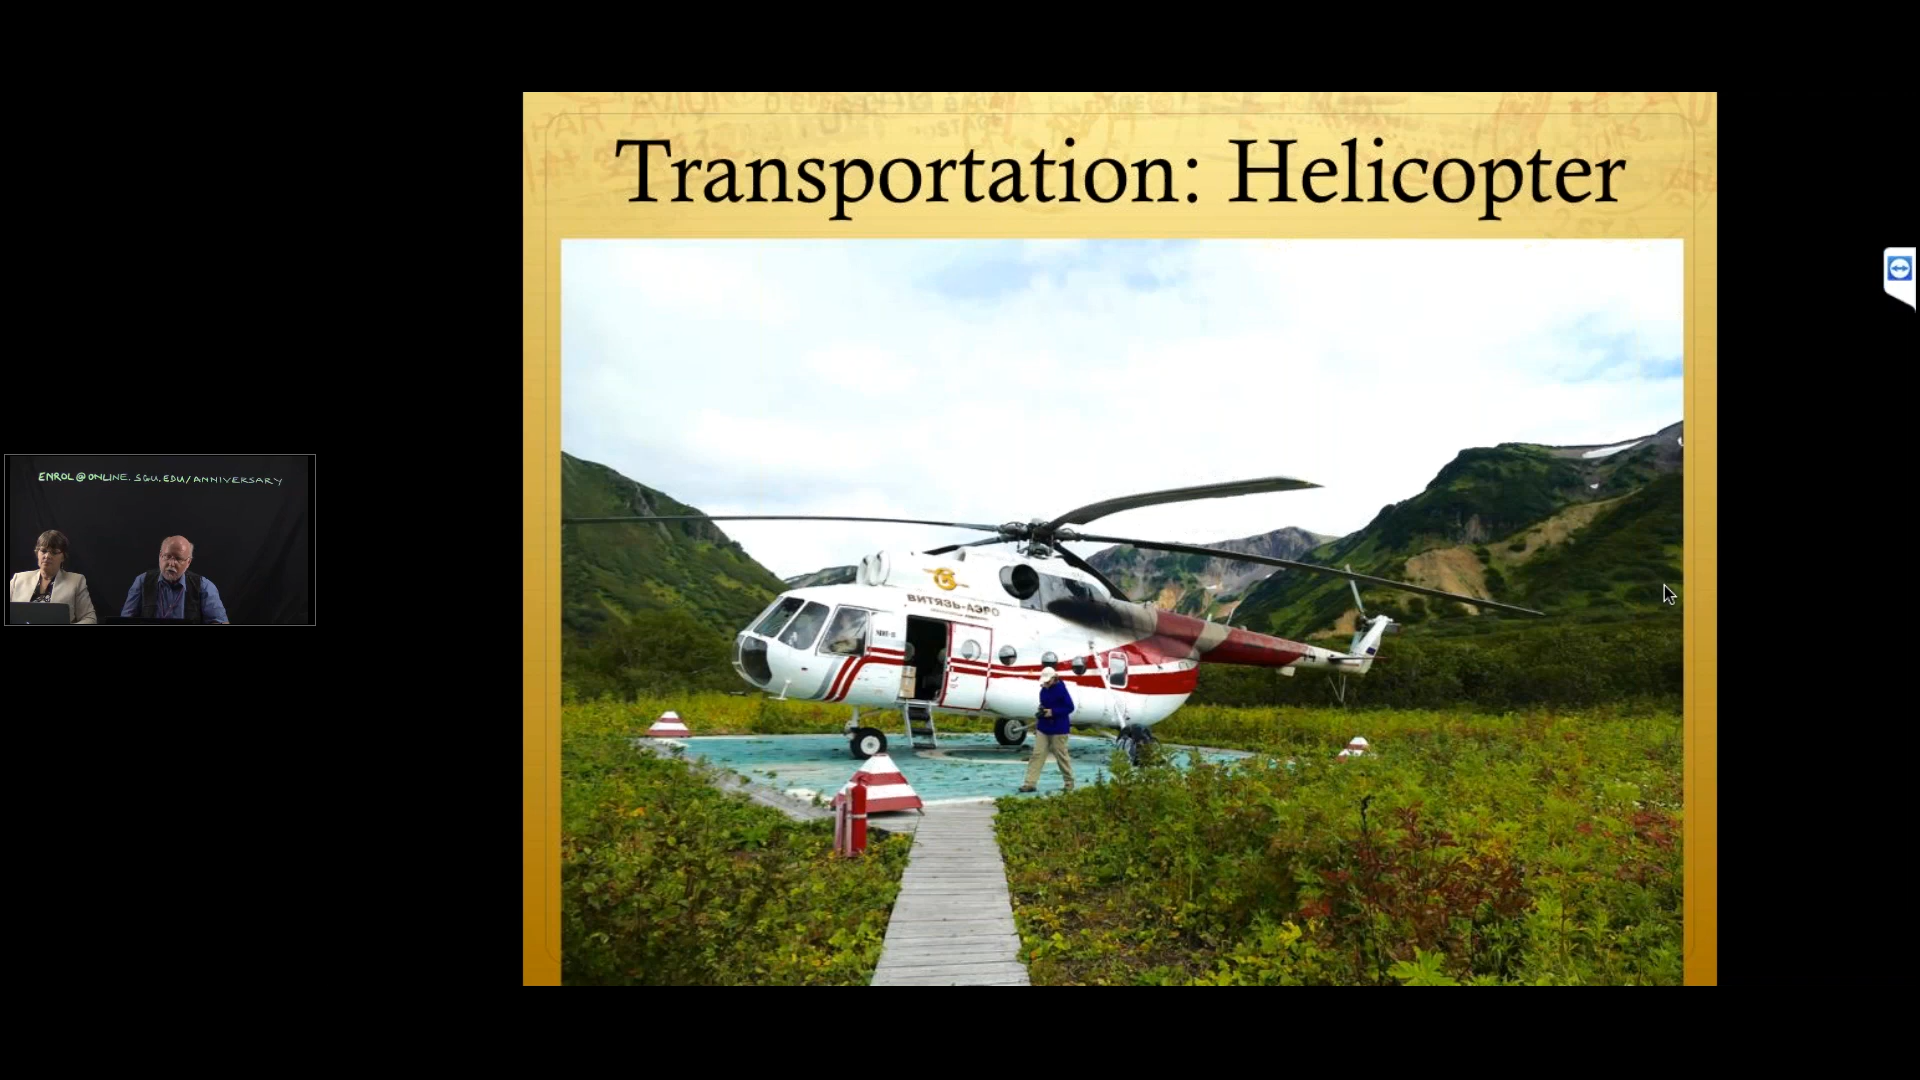 Transportation: Helicopter
ENROL@ONLINE.SGU.EDU/ANNIVERSARY
ВИТЯЗЬ-АЭРО